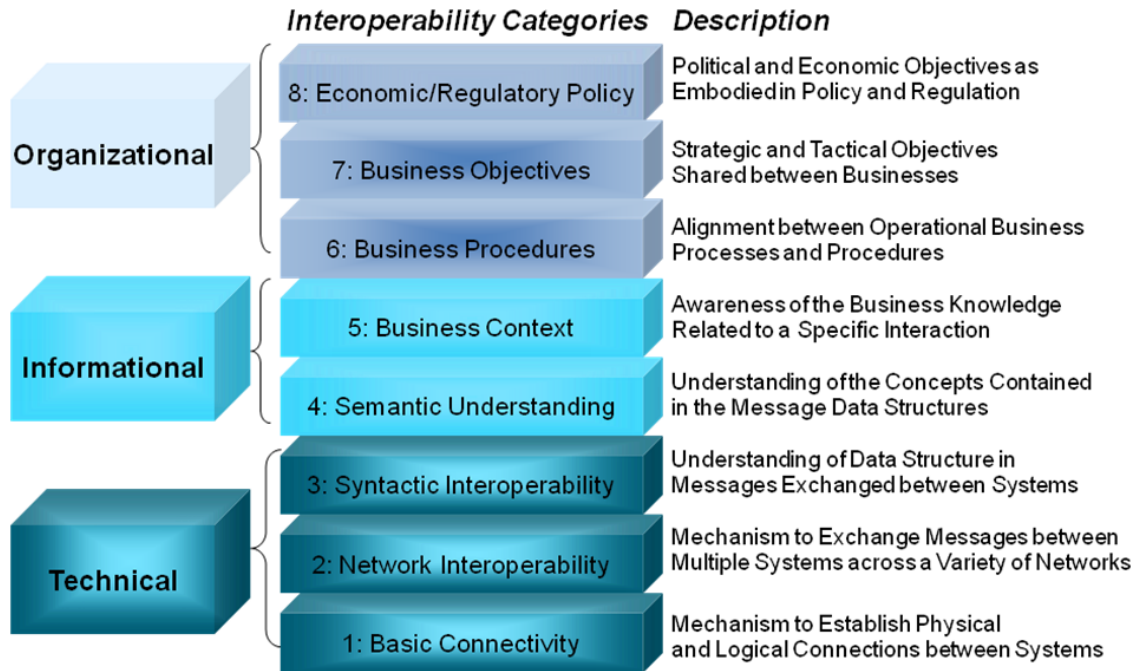 Interoperability Categories Description
Organizational
8: Economic/Regulatory Policy
Political and Economic Objectives as
Embodied in Policy and Regulation
7: Business Objectives
Strategic and Tactical Objectives
Shared between Businesses
6: Business Procedures
Alignment between Operational Business
Processes and Procedures
Informational
5: Business Context
Awareness of the Business Knowledge
Related to a Specific Interaction
4: Semantic Understanding
Understanding of the Concepts Contained
in the Message Data Structures
Technical
3: Syntactic Interoperability
Understanding of Data Structure in
Messages Exchanged between Systems
2: Network Interoperability
Mechanism to Exchange Messages between
Multiple Systems across a Variety of Networks
1: Basic Connectivity
Mechanism to Establish Physical
and Logical Connections between Systems